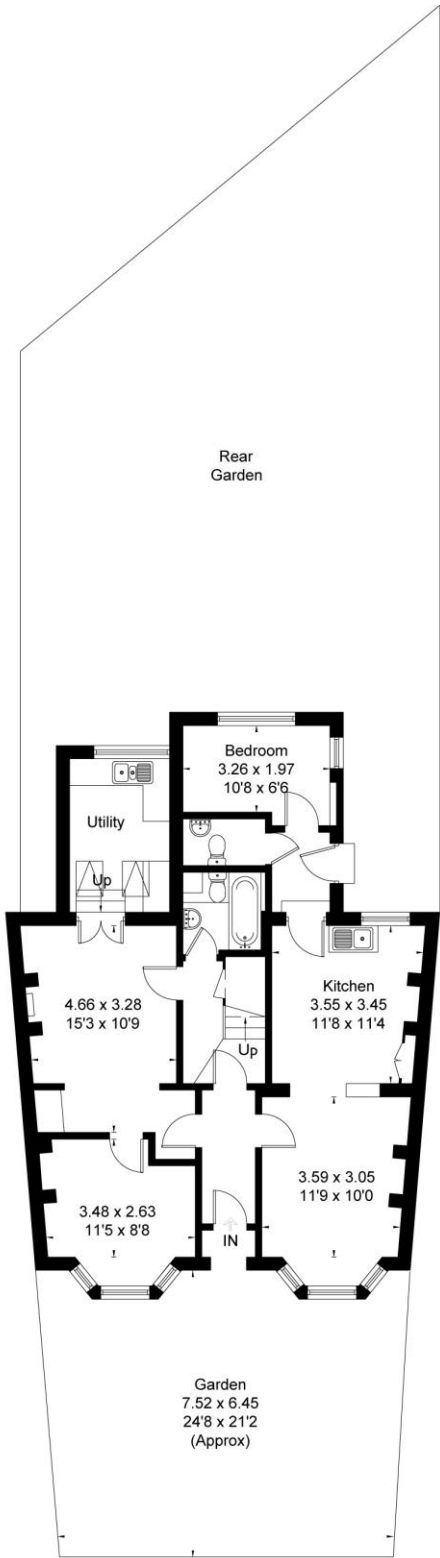 Rear
Garden
Bedroom
3.26 x 1.97
10'8 x 6'6
Utility
Up
4.66 x 3.28
15'3 x 10'9
Kitchen
3.55 x 3.45
11'8 x 11'4
Up
3.59 x 3.05
11'9 x 10'0
3.48 x 2.63
11'5 x 8'8
IN
Garden
7.52 x 6.45
24'8 x 21'2
(Approx)